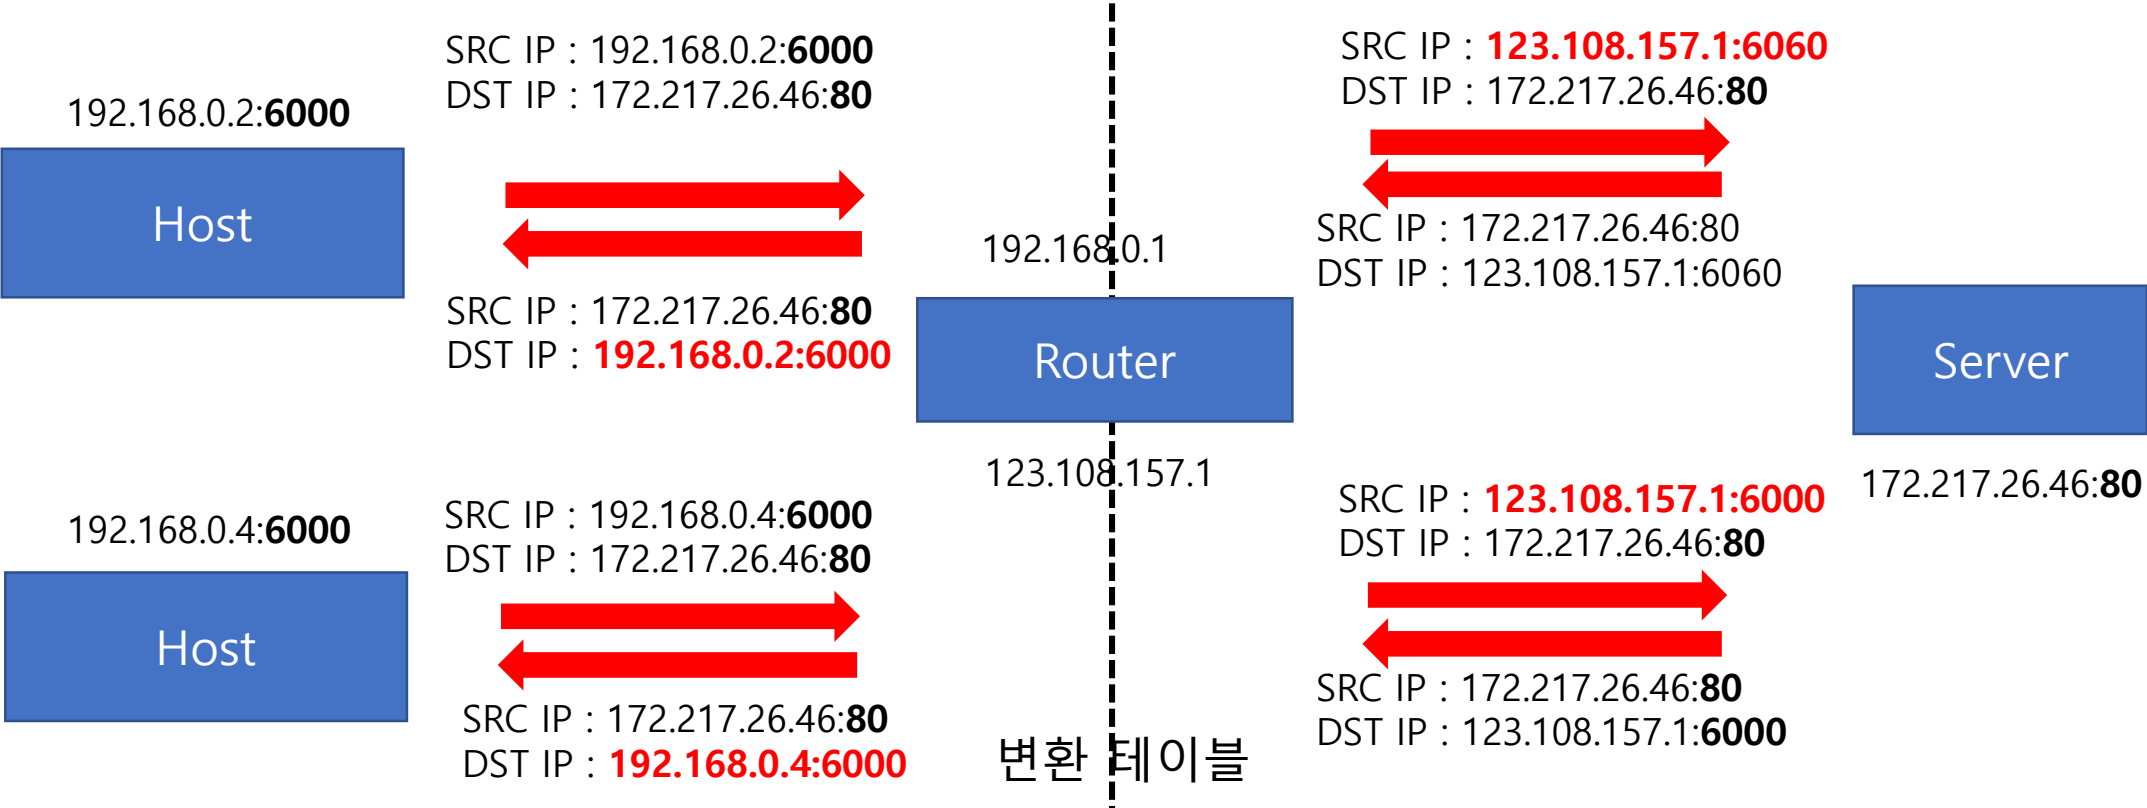 192.168.0.2:6000
Host
SRC IP : 192.168.0.2:6000
DST IP : 172.217.26.46:80
SRC IP : 172.217.26.46:80
DST IP : 192.168.0.2:6000
192.168.0.4:6000
Host
SRC IP : 192.168.0.4:6000
DST IP : 172.217.26.46:80
SRC IP : 172.217.26.46:80
DST IP : 192.168.0.4:6000
192.168.0.1
Router
123.108.157.1
변환 테이블
SRC IP : 123.108.157.1:6060
DST IP : 172.217.26.46:80
SRC IP : 172.217.26.46:80
DST IP : 123.108.157.1:6060
SRC IP : 123.108.157.1:6000
DST IP : 172.217.26.46:80
SRC IP : 172.217.26.46:80
DST IP : 123.108.157.1:6000
Server
172.217.26.46:80